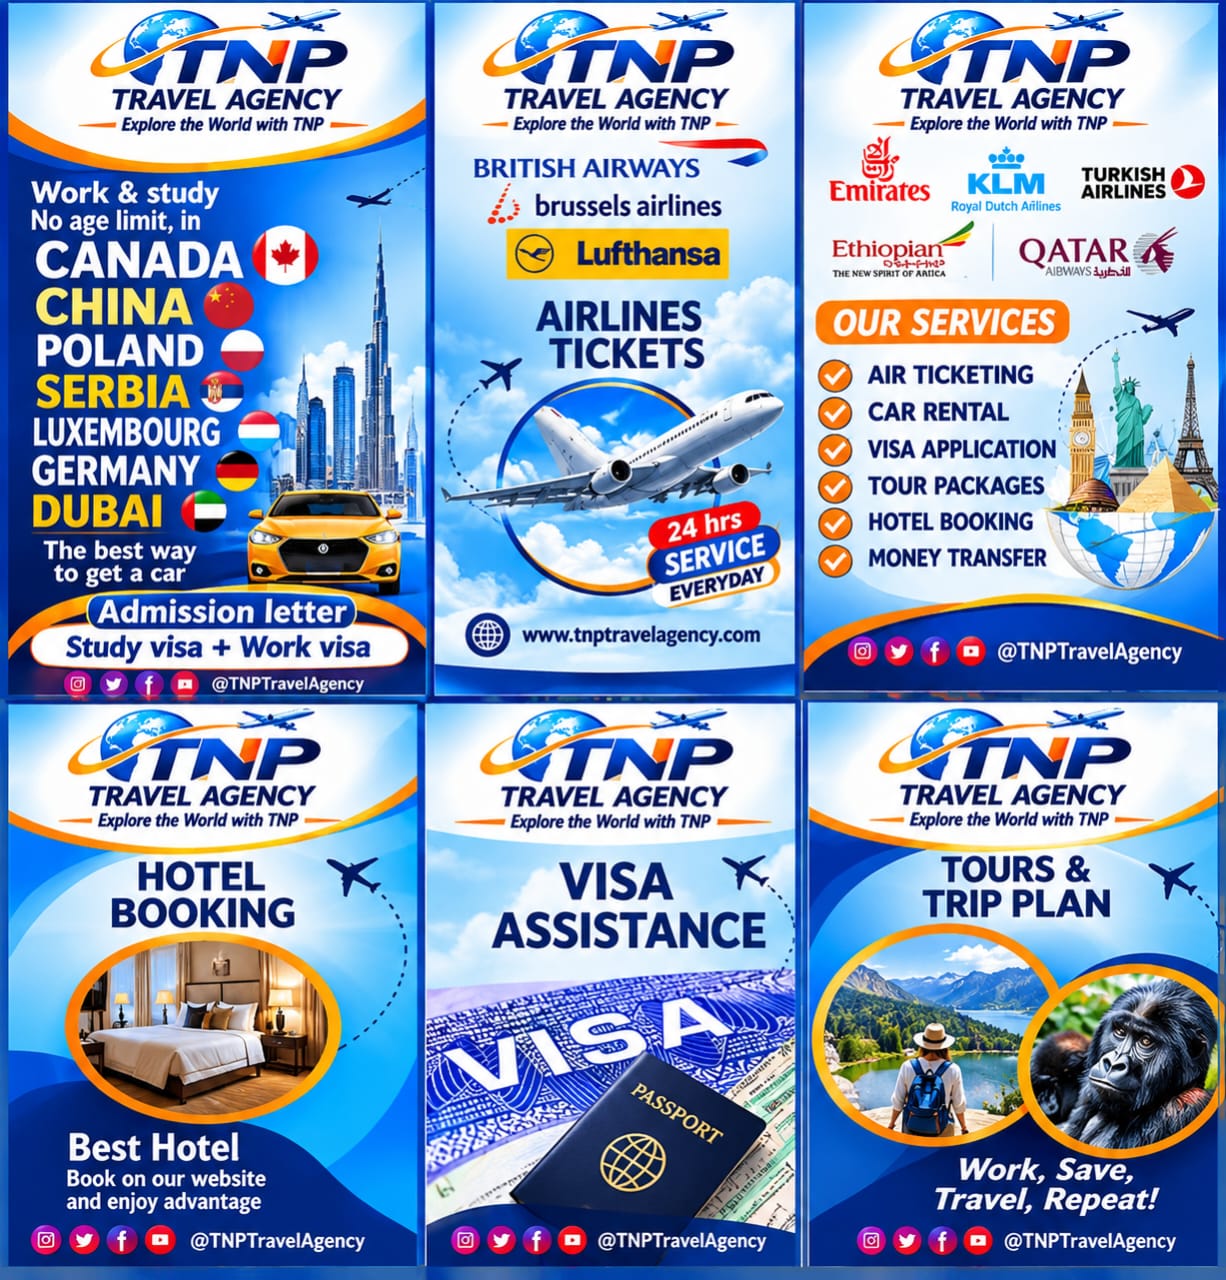 TNP
TRAVEL AGENCY
Explore the World with TNP
Work & study
No age limit, in
CANADA
CHINA
POLAND
SERBIA
LUXEMBOURG
GERMANY
DUBAI
The best way
to get a car
Admission letter
Study visa + Work visa
@TNPTravelAgency
TNP
TRAVEL AGENCY
Explore the World with TNP
BRITISH AIRWAYS
brussels airlines
Lufthansa
AIRLINES
TICKETS
24 hrs
SERVICE
EVERYDAY
www.tnptravelagency.com
TNP
TRAVEL AGENCY
Explore the World with TNP
Emirates
KLM
Royal Dutch Airlines
TURKISH
AIRLINES
Ethiopian
THE NEW SPIRIT OF
QATAR
OUR SERVICES
AIR TICKETING
CAR RENTAL
VISA APPLICATION
TOUR PACKAGES
HOTEL BOOKING
MONEY TRANSFER
@TNPTravelAgency
TNP
TRAVEL AGENCY
Explore the World with TNP
HOTEL
BOOKING
Best Hotel
Book on our website
and enjoy advantage
@TNPTravelAgency
TNP
TRAVEL AGENCY
Explore the World with TNP
VISA
ASSISTANCE
VISA
PASSPORT
@TNPTravelAgency
TNP
TRAVEL AGENCY
Explore the World with TNP
TOURS &
TRIP PLAN
Work, Save,
Travel, Repeat!
@TNPTravelAgency